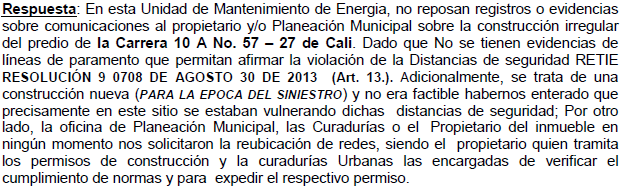 Respuesta: En esta Unidad de Mantenimiento de Energia, no reposan registros o evidencias
sobre comunicaciones al propietario y/o Planeación Municipal sobre la construcción irregular
del predio de la Carrera 10 A No. 57 – 27 de Cali. Dado que No se tienen evidencias de
líneas de paramento que permitan afirmar la violación de la Distancias de seguridad RETIE
RESOLUCIÓN 9 0708 DE AGOSTO 30 DE 2013 (Art. 13.). Adicionalmente, se trata de una
construcción nueva (PARA LA EPOCA DEL SINIESTRO) y no era factible habernos enterado que
precisamente en este sitio se estaban vulnerando dichas distancias de seguridad; Por otro
lado, la oficina de Planeación Municipal, las Curadurías o el Propietario del inmueble en
ningún momento nos solicitaron la reubicación de redes, siendo el propietario quien tramita
los permisos de construcción y la curadurías Urbanas las encargadas de verificar el
cumplimiento de normas y para expedir el respectivo permiso.